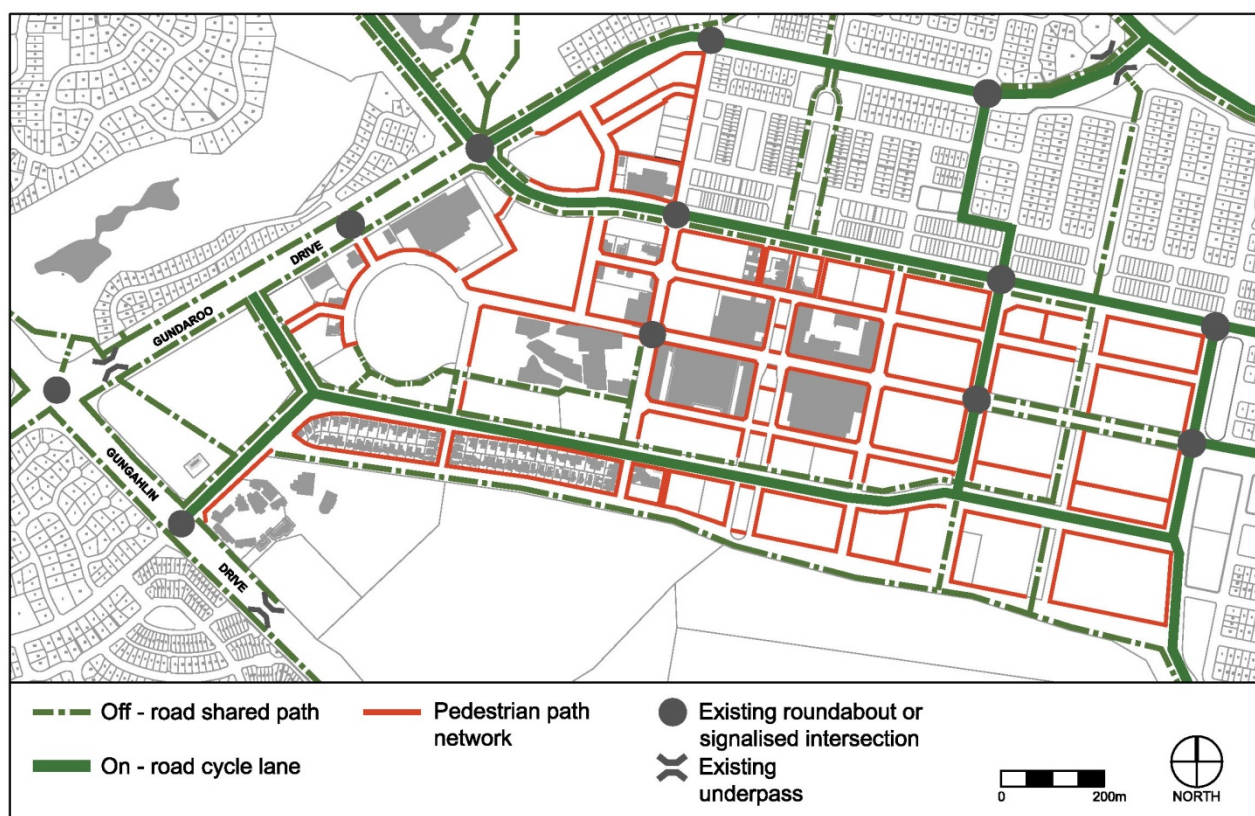 GUNDAROO DRIVE
GUNGAHLIN DRIVE
Off - road shared path
On - road cycle lane
Pedestrian path
network
Existing roundabout or
signalised intersection
Existing
underpass
0 200m
NORTH